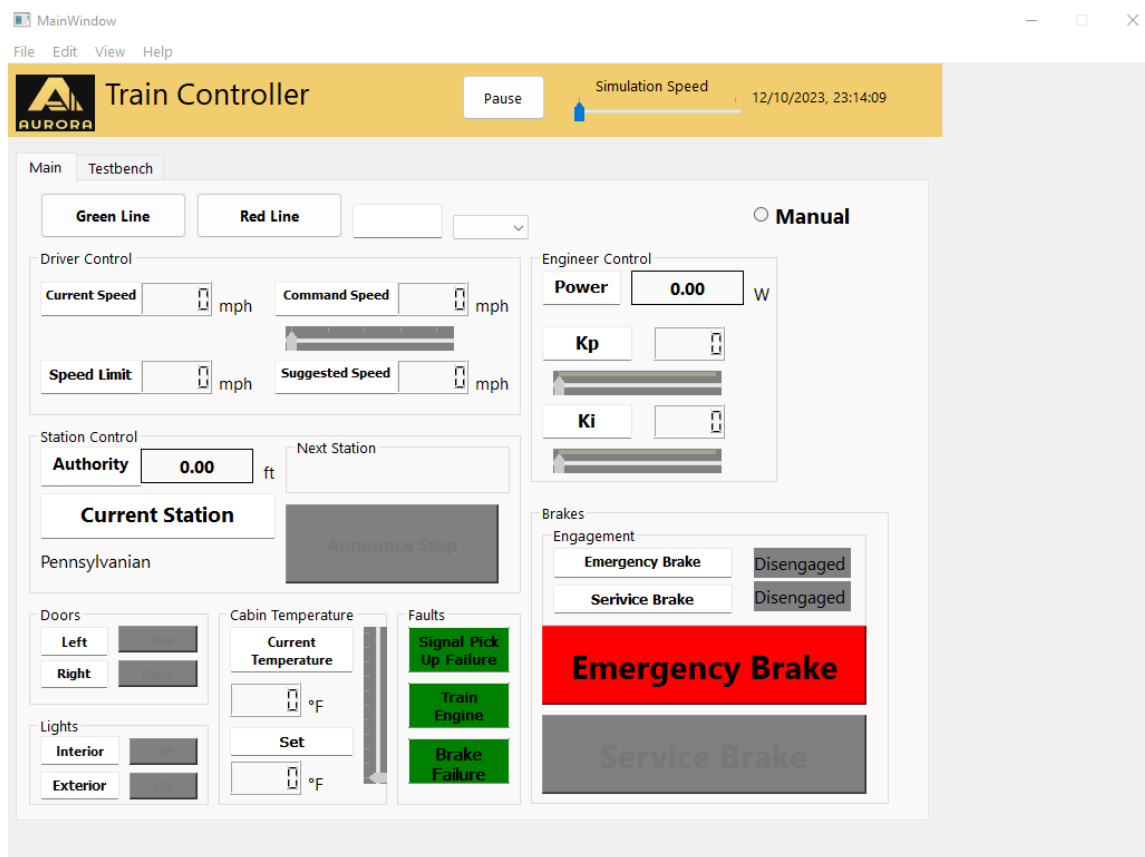 MainWindow
File Edit View Help
AURORA
Train Controller
Pause
Simulation Speed
12/10/2023, 23:14:09
Main Testbench
Green Line
Red Line
Manual
Driver Control
Current Speed 0 mph
Command Speed 0 mph
Speed Limit 0 mph
Suggested Speed 0 mph
Engineer Control
Power 0.00 W
Kp 0
Ki 0
Station Control
Authority 0.00 ft
Next Station
Current Station
Announce Stop
Pennsylvanian
Brakes
Engagement
Emergency Brake Disengaged
Serivice Brake Disengaged
Emergency Brake
Service Brake
Doors
Left Close
Right Close
Lights
Interior Off
Exterior Off
Cabin Temperature
Current
Temperature
0 °F
Set
0 °F
Faults
Signal Pick
Up Failure
Train
Engine
Brake
Failure